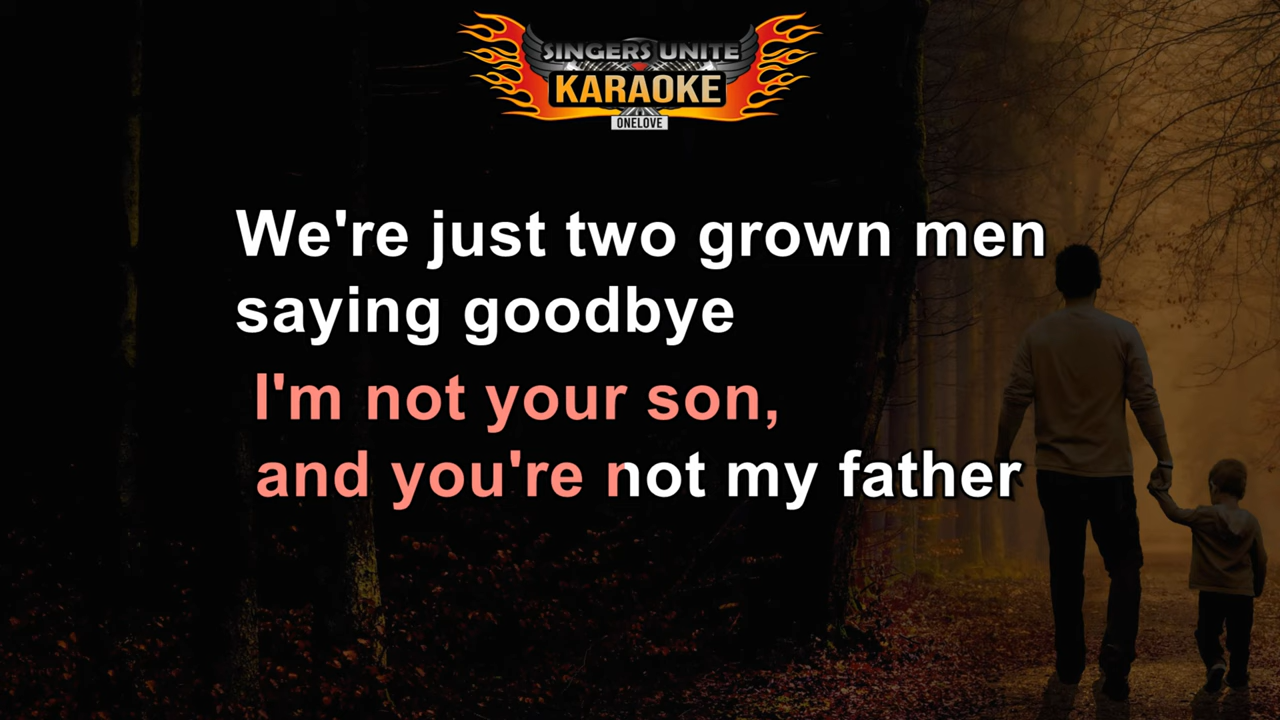 SINGERS UNITE
KARAOKE
ONELOVE
We're just two grown men
saying goodbye
I'm not your son,
and you're not my father